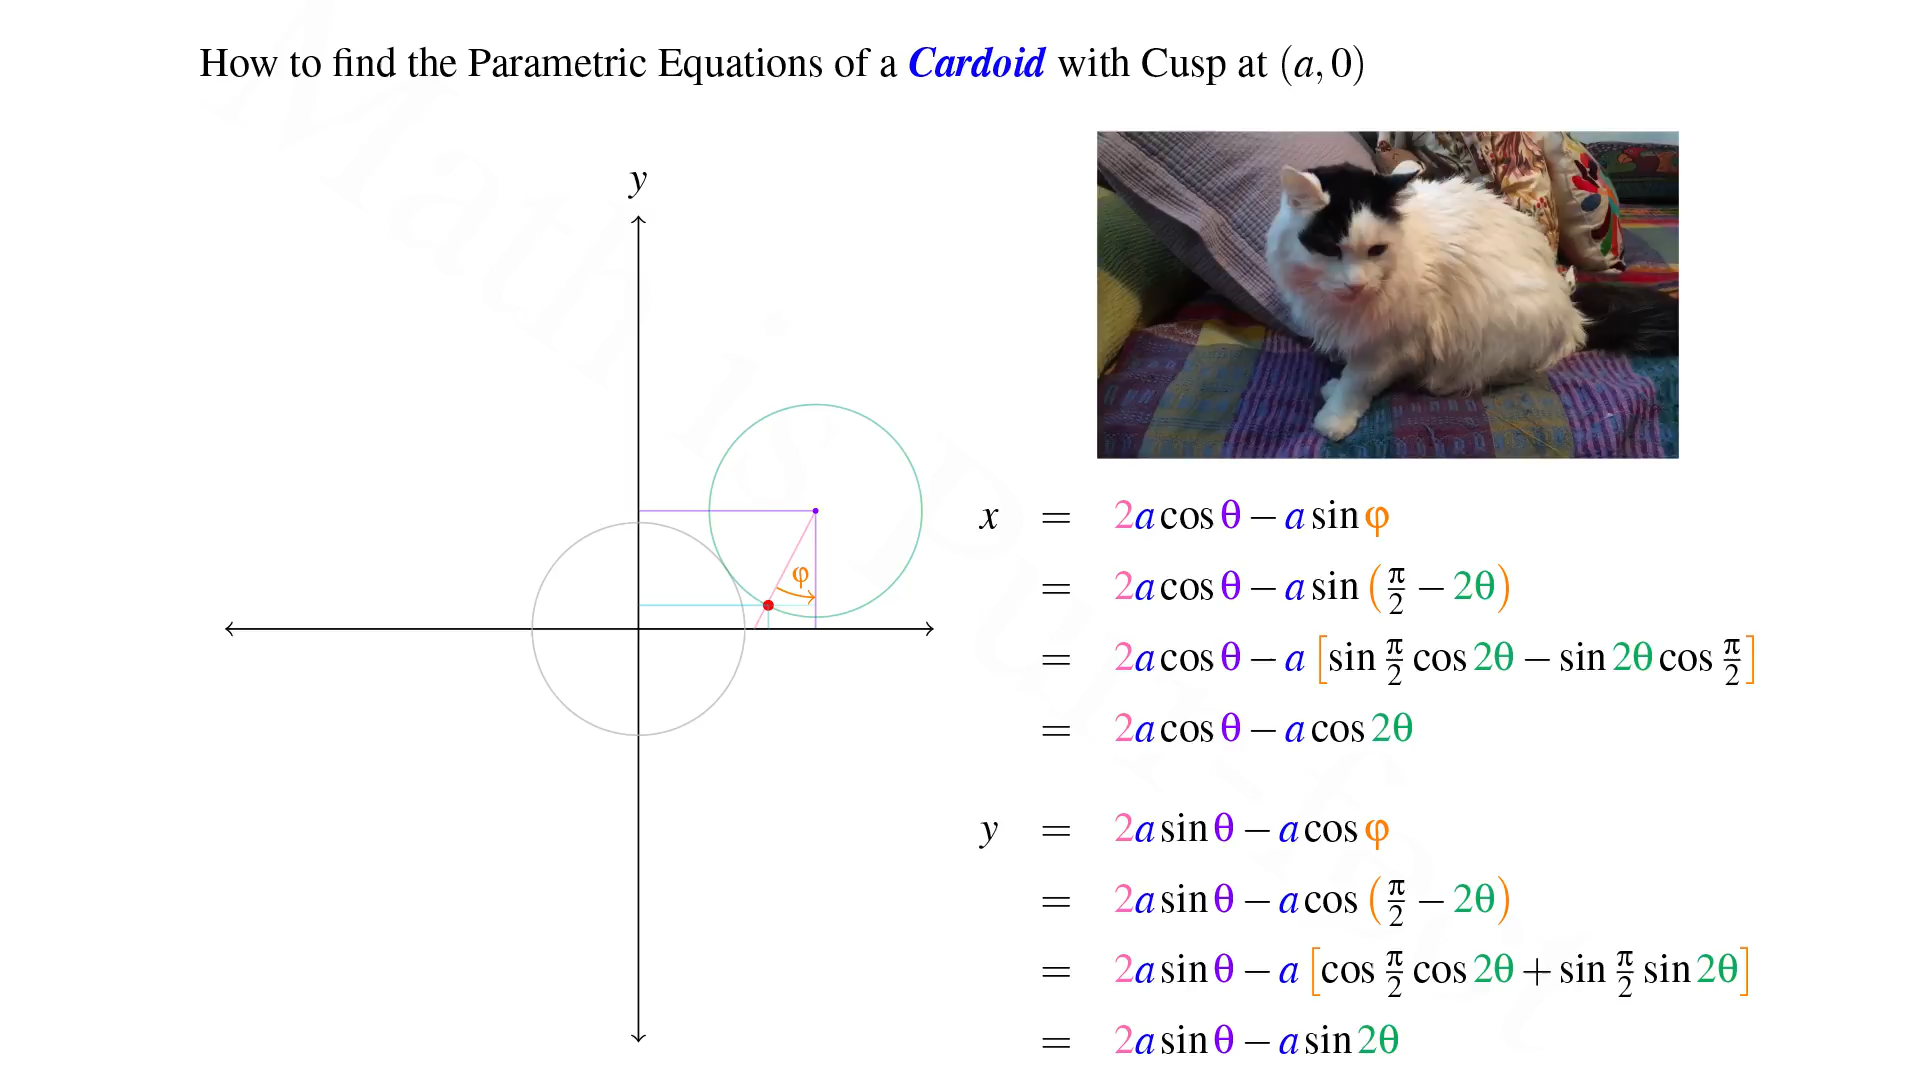 How to find the Parametric Equations of a Cardoid with Cusp at (a, 0)
y
φ
x = 2a cos θ − a sin φ
= 2a cos θ − a sin (π/2 − 2θ)
= 2a cos θ − a [sin π/2 cos 2θ − sin 2θ cos π/2]
= 2a cos θ − a cos 2θ
y = 2a sin θ − a cos φ
= 2a sin θ − a cos (π/2 − 2θ)
= 2a sin θ − a [cos π/2 cos 2θ + sin π/2 sin 2θ]
= 2a sin θ − a sin 2θ